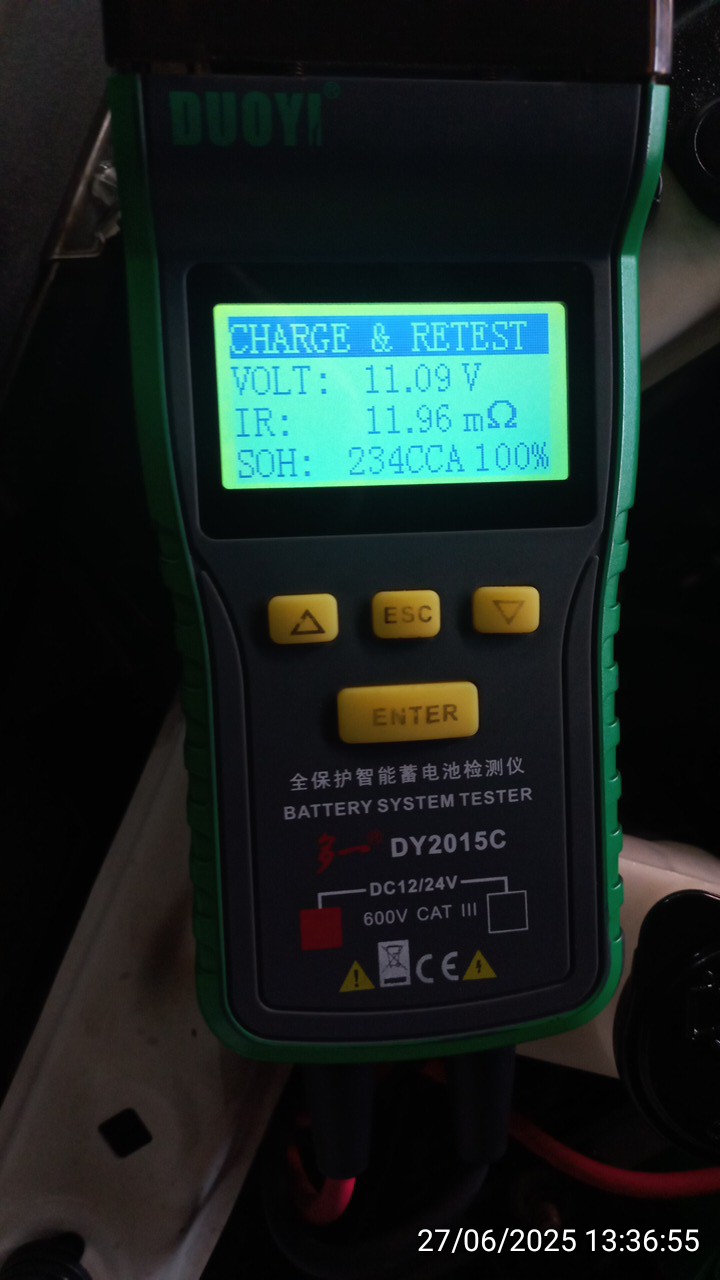 DUOYI®
CHARGE & RETEST
VOLT: 11.09 V
IR: 11.96 mΩ
SOH: 234CCA 100%
ESC
ENTER
全保护智能蓄电池检测仪
BATTERY SYSTEM TESTER
多一® DY2015C
DC12/24V
600V CAT III
CE
27/06/2025 13:36:55